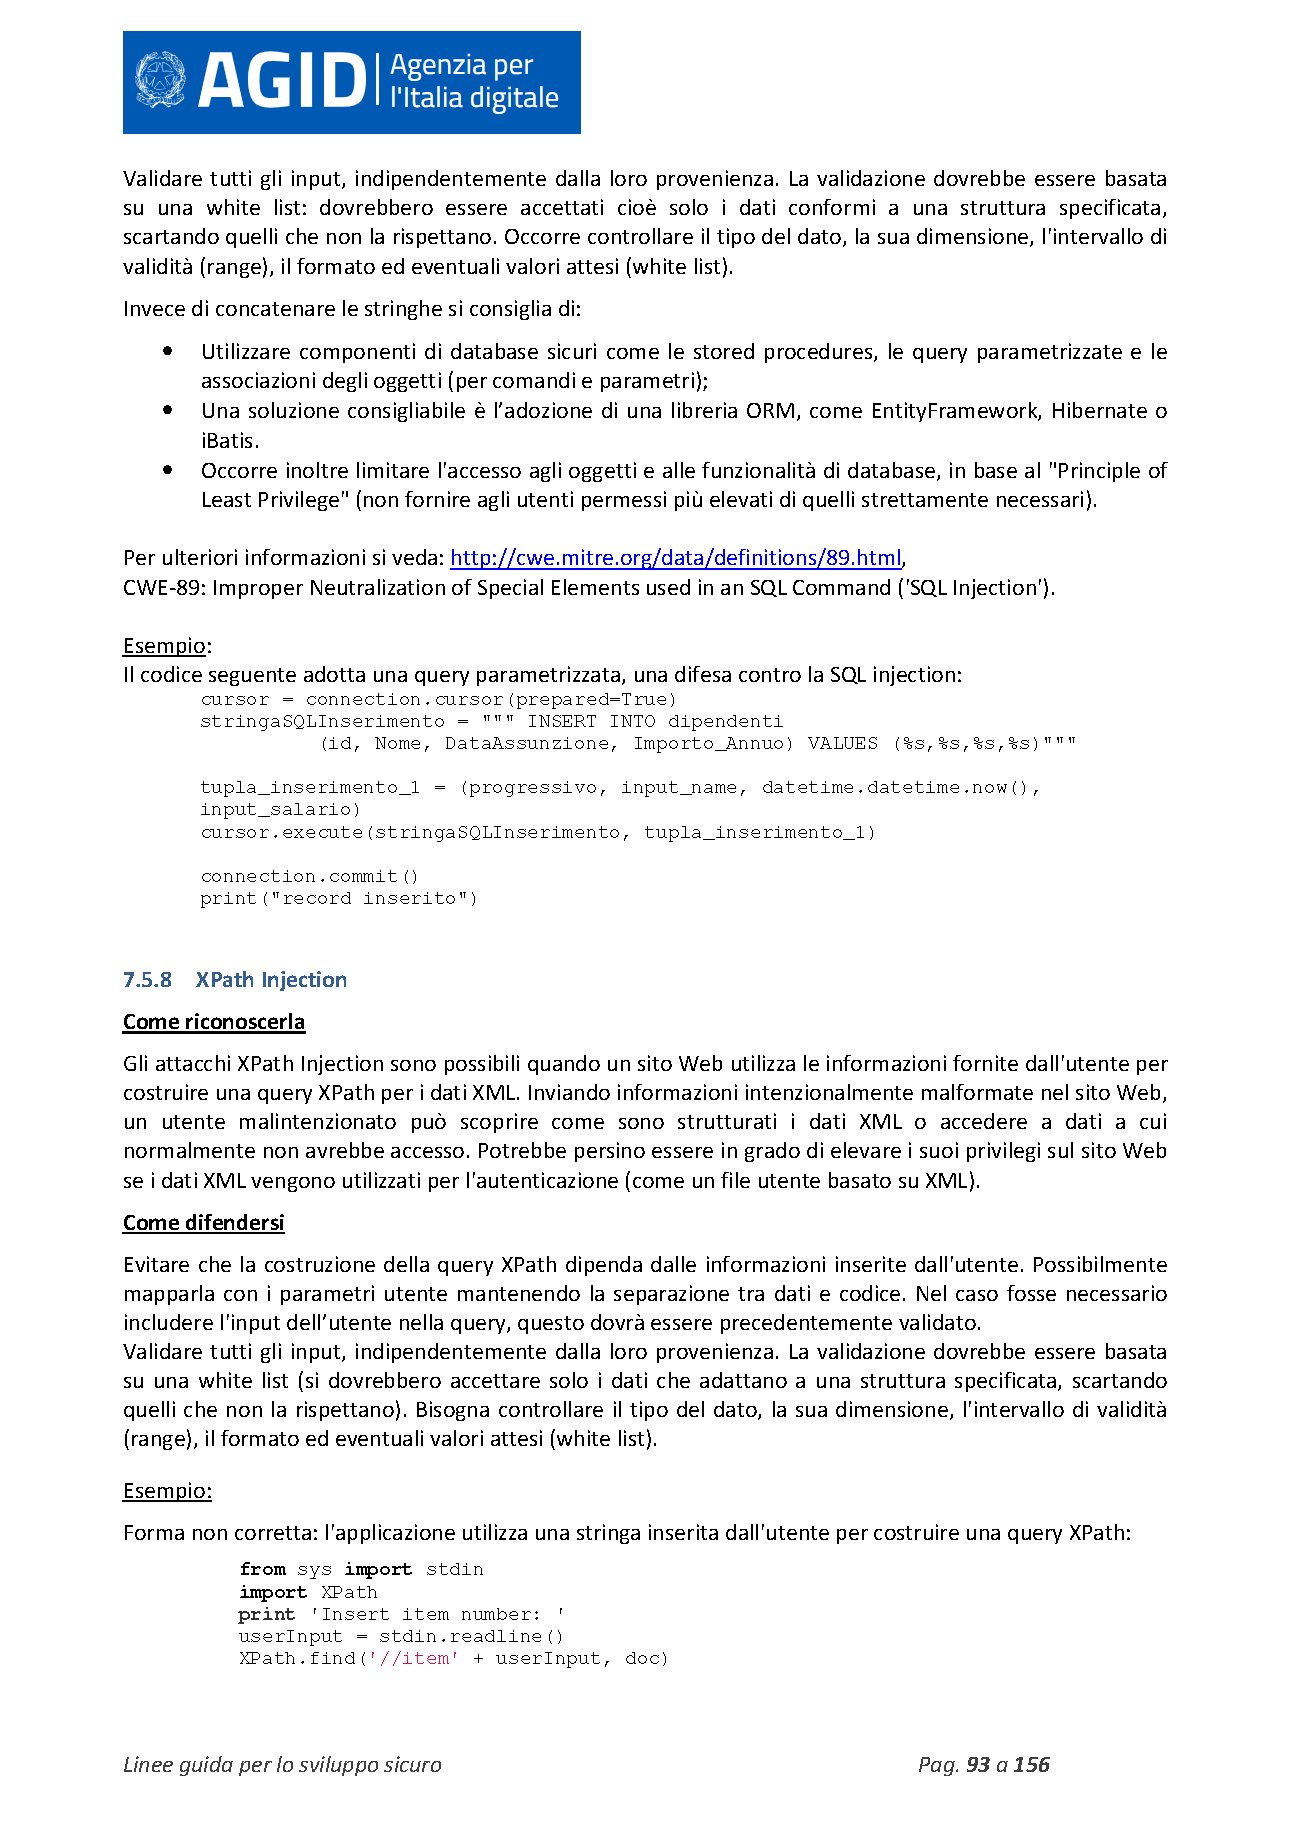 AGID Agenzia per
l'Italia digitale
Validare tutti gli input, indipendentemente dalla loro provenienza. La validazione dovrebbe essere basata
su una white list: dovrebbero essere accettati cioè solo i dati conformi a una struttura specificata,
scartando quelli che non la rispettano. Occorre controllare il tipo del dato, la sua dimensione, l'intervallo di
validità (range), il formato ed eventuali valori attesi (white list).
Invece di concatenare le stringhe si consiglia di:
• Utilizzare componenti di database sicuri come le stored procedures, le query parametrizzate e le
associazioni degli oggetti (per comandi e parametri);
• Una soluzione consigliabile è l’adozione di una libreria ORM, come EntityFramework, Hibernate o
iBatis.
• Occorre inoltre limitare l'accesso agli oggetti e alle funzionalità di database, in base al "Principle of
Least Privilege" (non fornire agli utenti permessi più elevati di quelli strettamente necessari).
Per ulteriori informazioni si veda: http://cwe.mitre.org/data/definitions/89.html,
CWE-89: Improper Neutralization of Special Elements used in an SQL Command ('SQL Injection').
Esempio:
Il codice seguente adotta una query parametrizzata, una difesa contro la SQL injection:
cursor = connection.cursor(prepared=True)
stringaSQLInserimento = """ INSERT INTO dipendenti
(id, Nome, DataAssunzione, Importo_Annuo) VALUES (%s,%s,%s,%s)"""
tupla_inserimento_1 = (progressivo, input_name, datetime.datetime.now(),
input_salario)
cursor.execute(stringaSQLInserimento, tupla_inserimento_1)
connection.commit()
print("record inserito")
7.5.8 XPath Injection
Come riconoscerla
Gli attacchi XPath Injection sono possibili quando un sito Web utilizza le informazioni fornite dall'utente per
costruire una query XPath per i dati XML. Inviando informazioni intenzionalmente malformate nel sito Web,
un utente malintenzionato può scoprire come sono strutturati i dati XML o accedere a dati a cui
normalmente non avrebbe accesso. Potrebbe persino essere in grado di elevare i suoi privilegi sul sito Web
se i dati XML vengono utilizzati per l'autenticazione (come un file utente basato su XML).
Come difendersi
Evitare che la costruzione della query XPath dipenda dalle informazioni inserite dall'utente. Possibilmente
mapparla con i parametri utente mantenendo la separazione tra dati e codice. Nel caso fosse necessario
includere l'input dell’utente nella query, questo dovrà essere precedentemente validato.
Validare tutti gli input, indipendentemente dalla loro provenienza. La validazione dovrebbe essere basata
su una white list (si dovrebbero accettare solo i dati che adattano a una struttura specificata, scartando
quelli che non la rispettano). Bisogna controllare il tipo del dato, la sua dimensione, l'intervallo di validità
(range), il formato ed eventuali valori attesi (white list).
Esempio:
Forma non corretta: l'applicazione utilizza una stringa inserita dall'utente per costruire una query XPath:
from sys import stdin
import XPath
print 'Insert item number: '
userInput = stdin.readline()
XPath.find('//item' + userInput, doc)
Linee guida per lo sviluppo sicuro Pag. 93 a 156